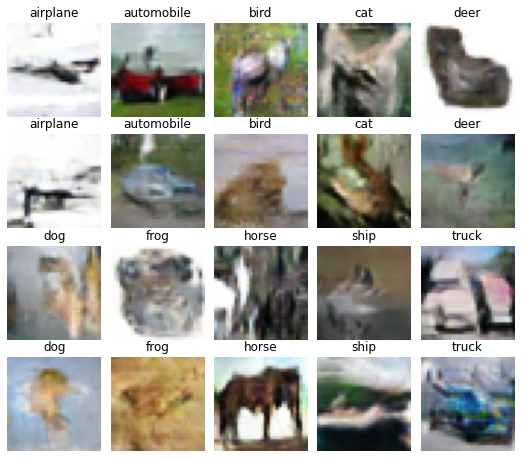 airplane automobile bird cat deer
airplane automobile bird cat deer
dog frog horse ship truck
dog frog horse ship truck